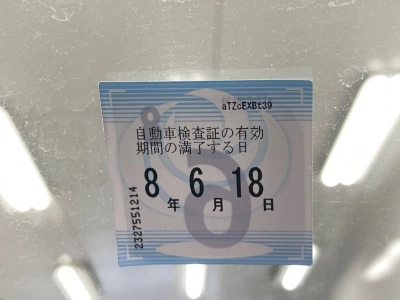 aTZcEXBt39
自動車検査証の有効
期間の満了する日
8 6 18
年 月 日
2327551214